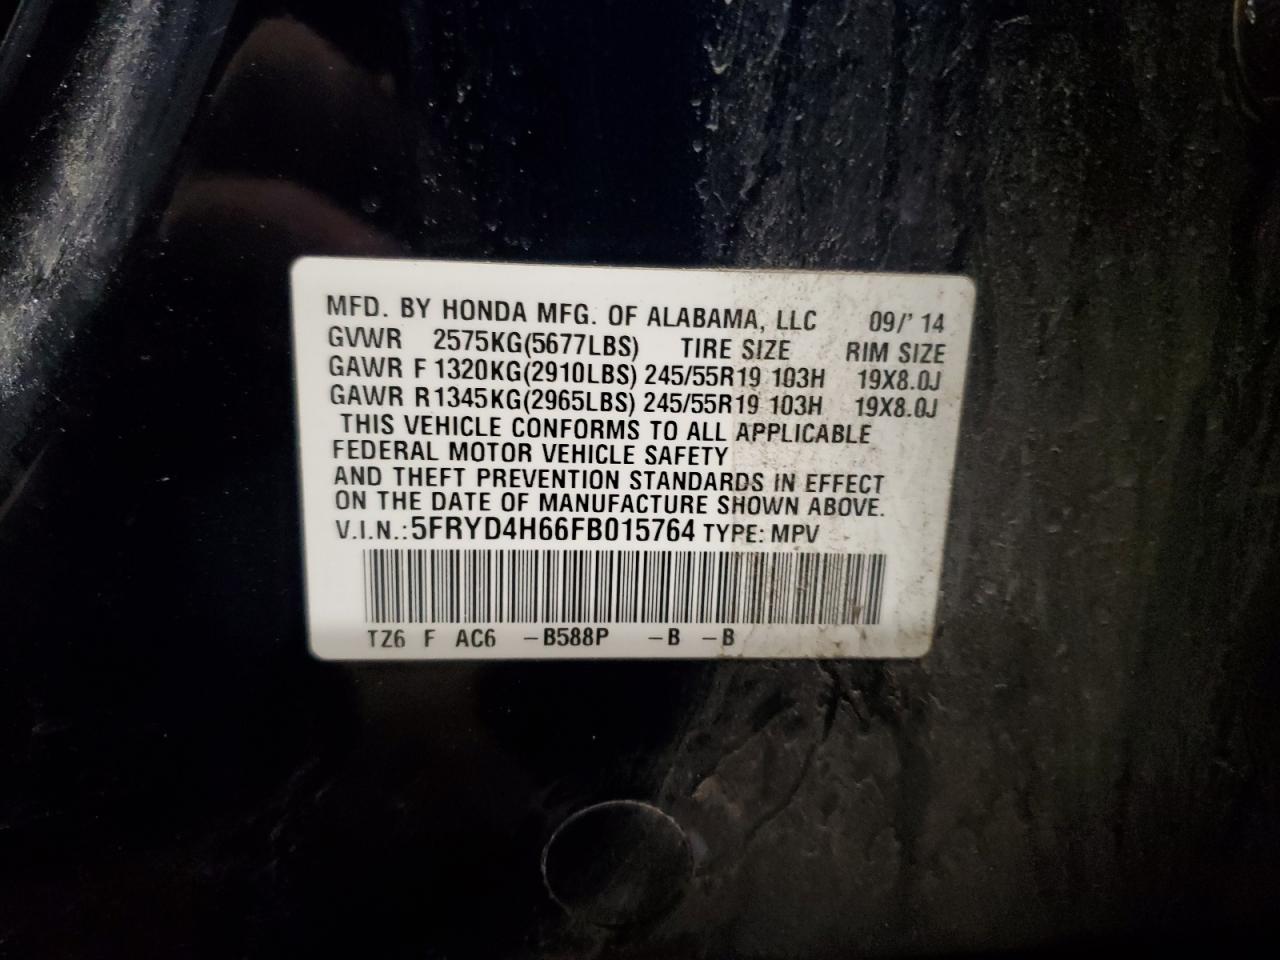 MFD. BY HONDA MFG. OF ALABAMA, LLC 09/'14
GVWR 2575KG(5677LBS) TIRE SIZE RIM SIZE
GAWR F 1320KG(2910LBS) 245/55R19 103H 19X8.0J
GAWR R1345KG(2965LBS) 245/55R19 103H 19X8.0J
THIS VEHICLE CONFORMS TO ALL APPLICABLE
FEDERAL MOTOR VEHICLE SAFETY
AND THEFT PREVENTION STANDARDS IN EFFECT
ON THE DATE OF MANUFACTURE SHOWN ABOVE.
V.I.N.:5FRYD4H66FB015764 TYPE: MPV
TZ6 F AC6 -B588P -B -B